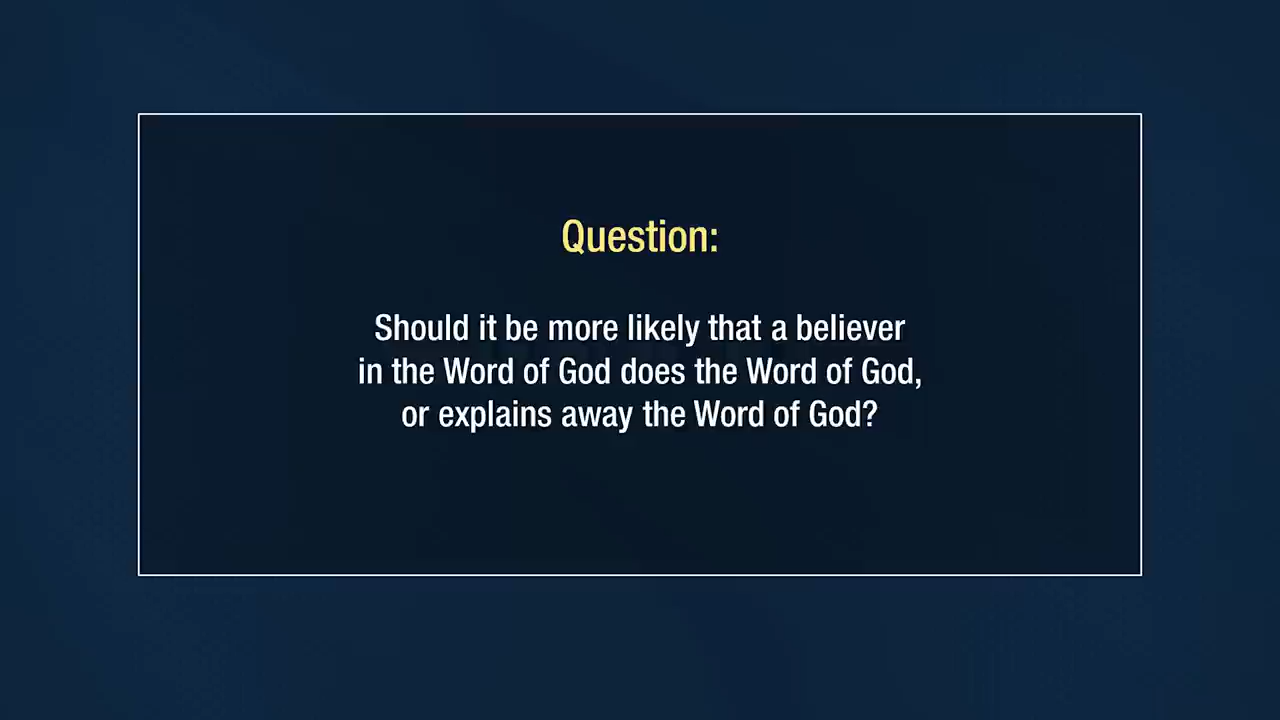 Question:
Should it be more likely that a believer
in the Word of God does the Word of God,
or explains away the Word of God?